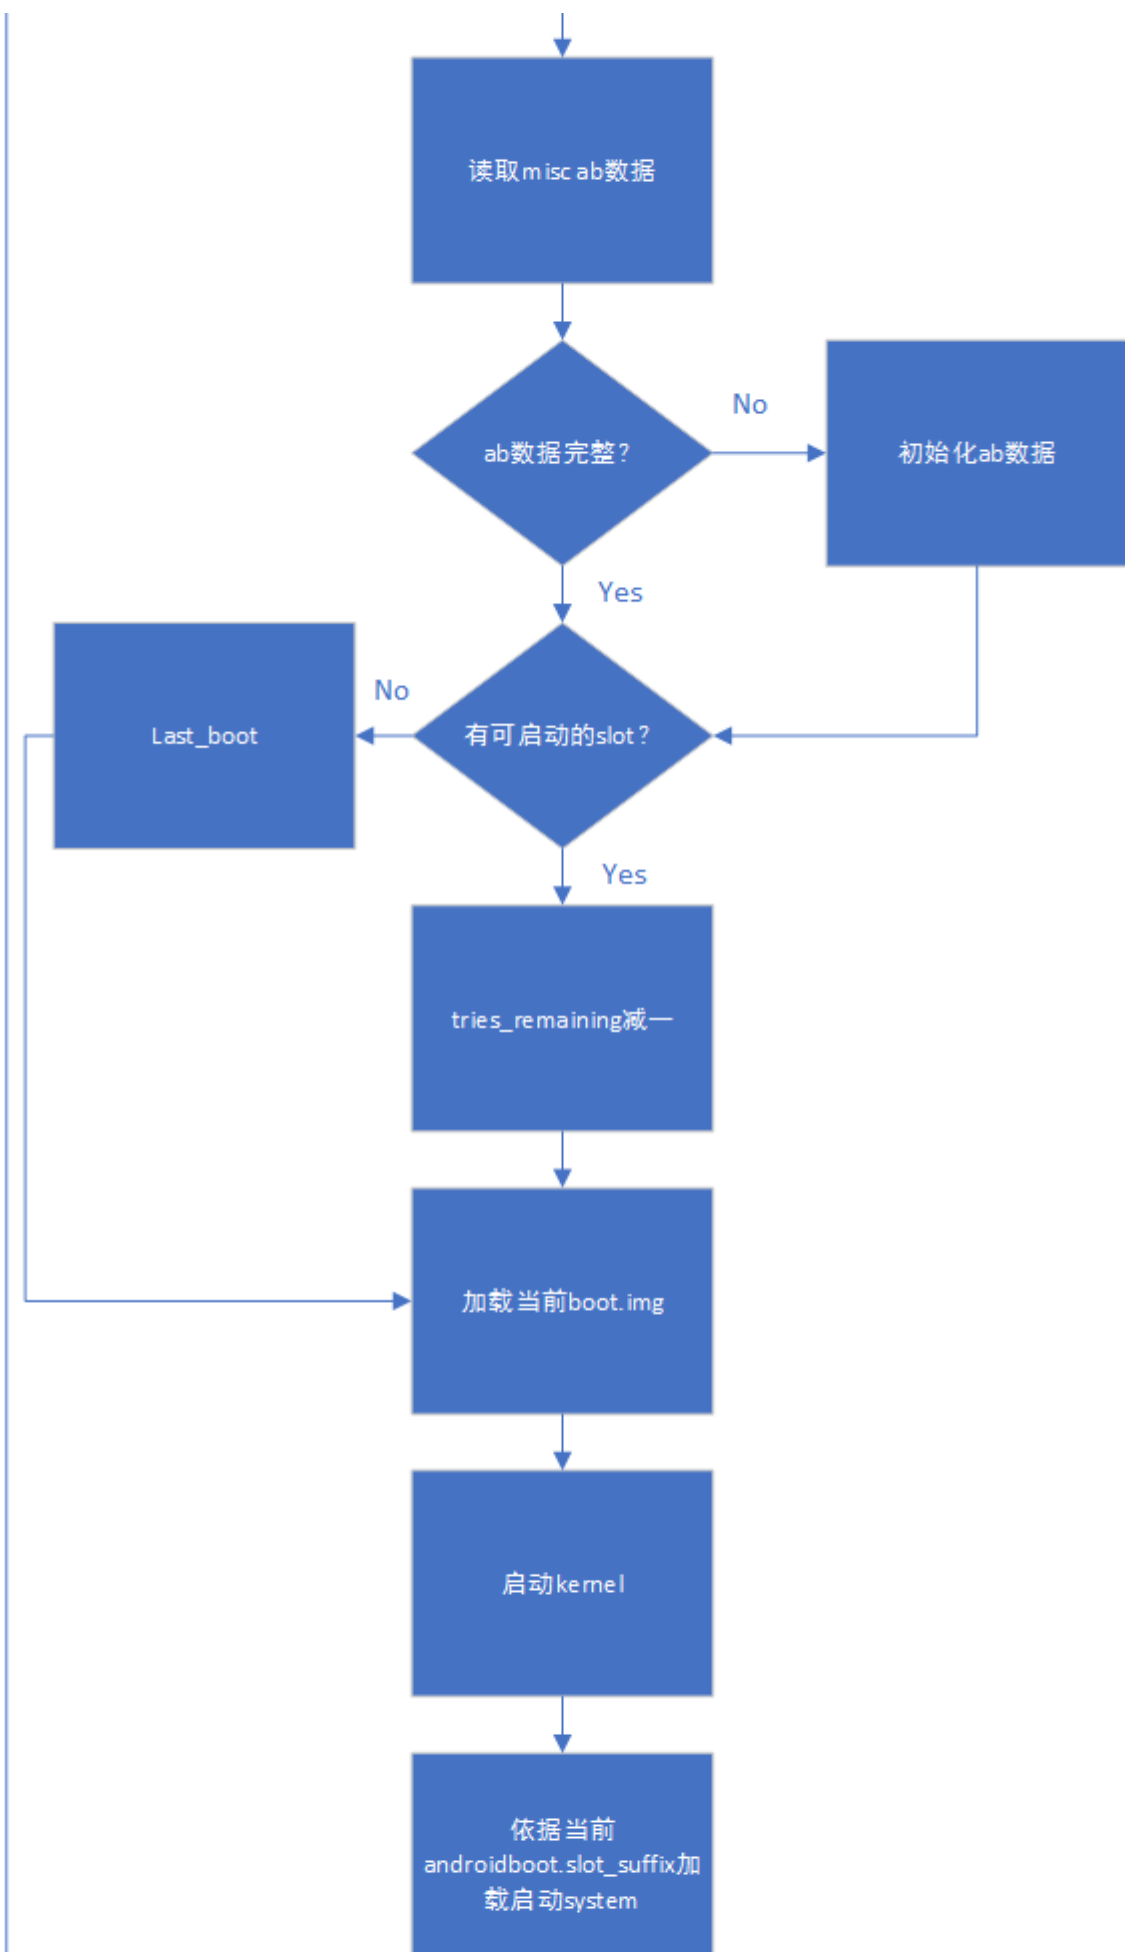 读取misc ab数据
ab数据完整？
No
初始化ab数据
Yes
Last_boot
No
有可启动的slot？
Yes
tries_remaining减一
加载当前boot.img
启动kernel
依据当前
androidboot.slot_suffix加
载启动system